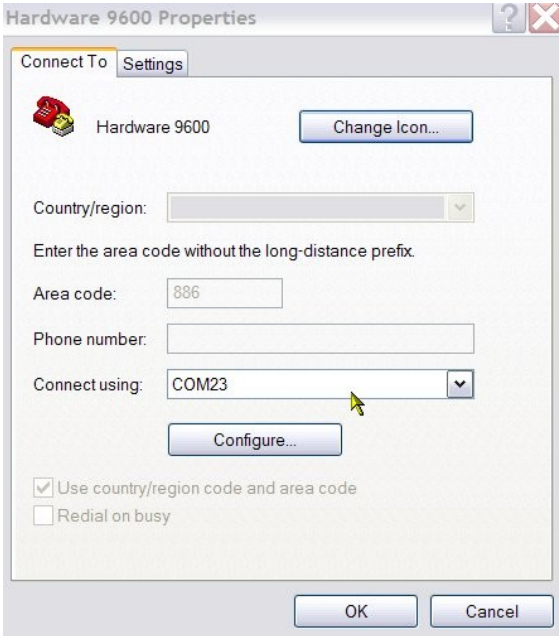 Hardware 9600 Properties
Connect To Settings
Hardware 9600 Change Icon...
Country/region:
Enter the area code without the long-distance prefix.
Area code: 886
Phone number:
Connect using: COM23
Configure...
Use country/region code and area code
Redial on busy
OK Cancel